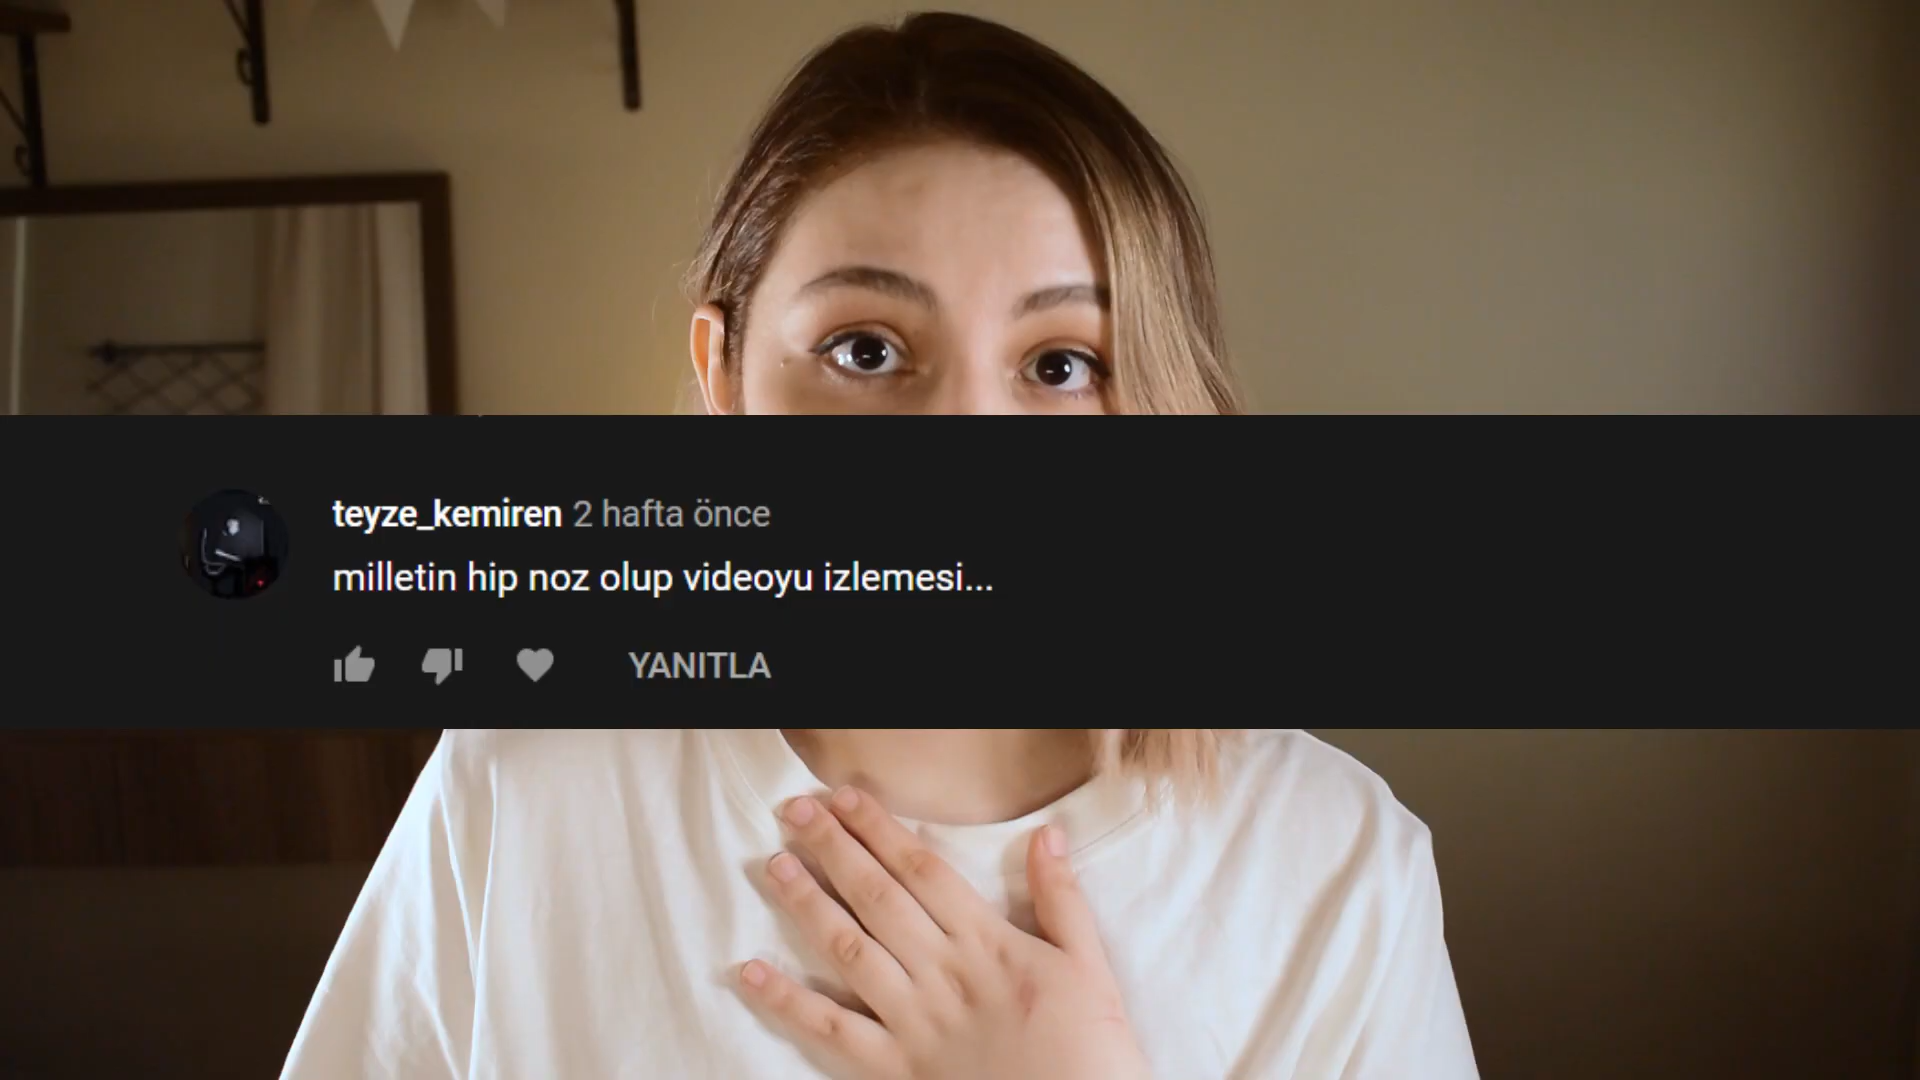 teyze_kemiren 2 hafta önce
milletin hip noz olup videoyu izlemesi...
YANITLA